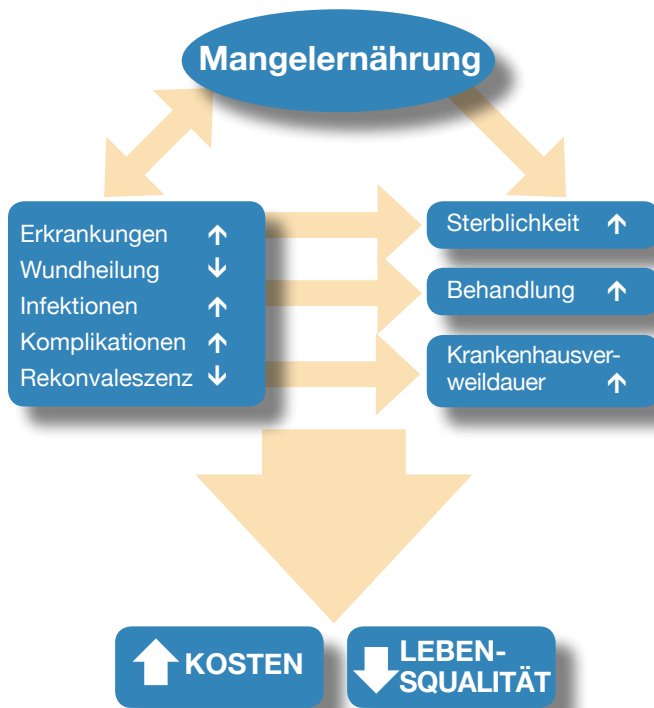 Mangelernährung
Erkrankungen ↑
Wundheilung ↓
Infektionen ↑
Komplikationen ↑
Rekonvaleszenz ↓
Sterblichkeit ↑
Behandlung ↑
Krankenhausver-
weildauer ↑
KOSTEN
LEBEN-
SQUALITÄT